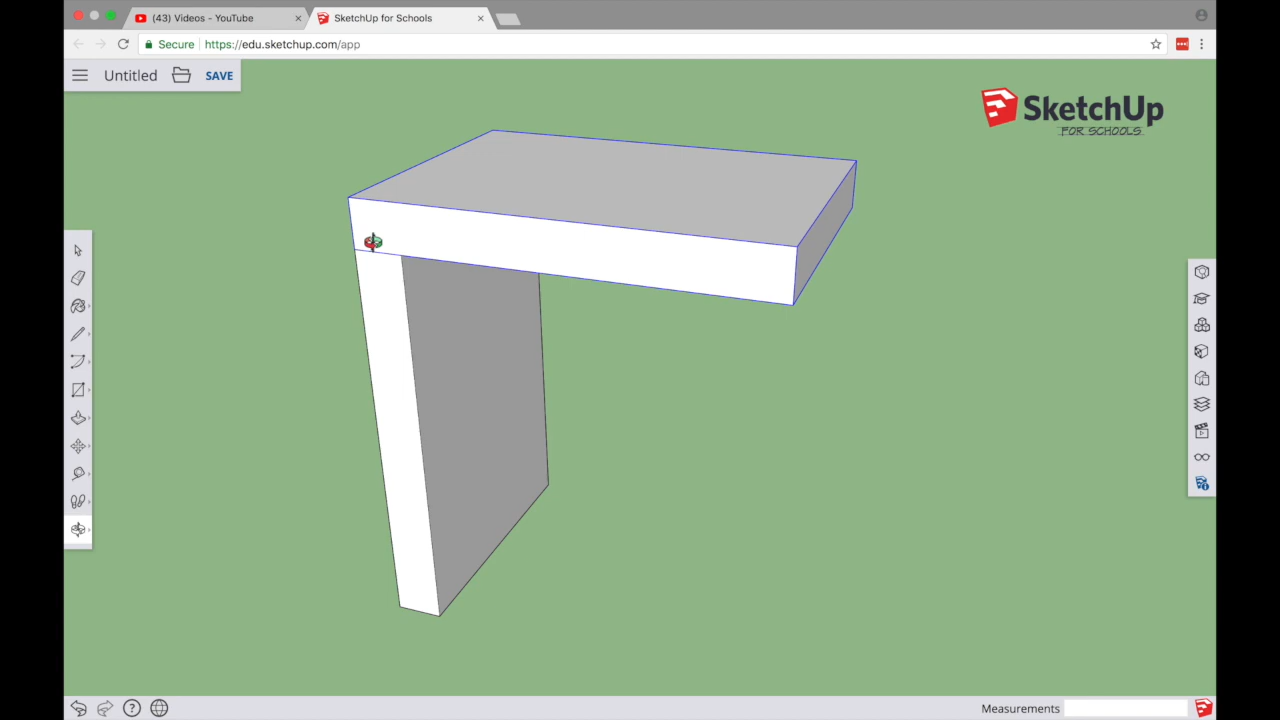 (43) Videos - YouTube
SketchUp for Schools
Secure
https://edu.sketchup.com/app
Untitled
SAVE
SketchUp
FOR SCHOOLS
?
Measurements